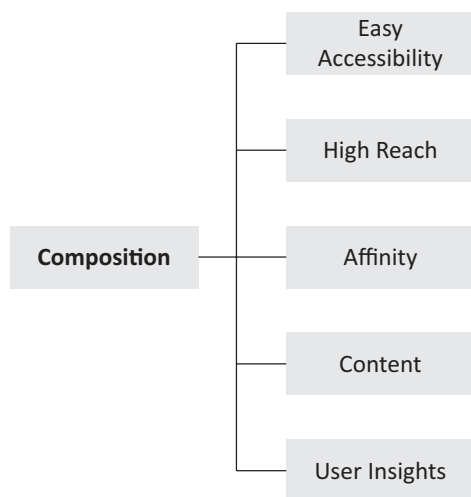 Easy
Accessibility
High Reach
Composition
Affinity
Content
User Insights